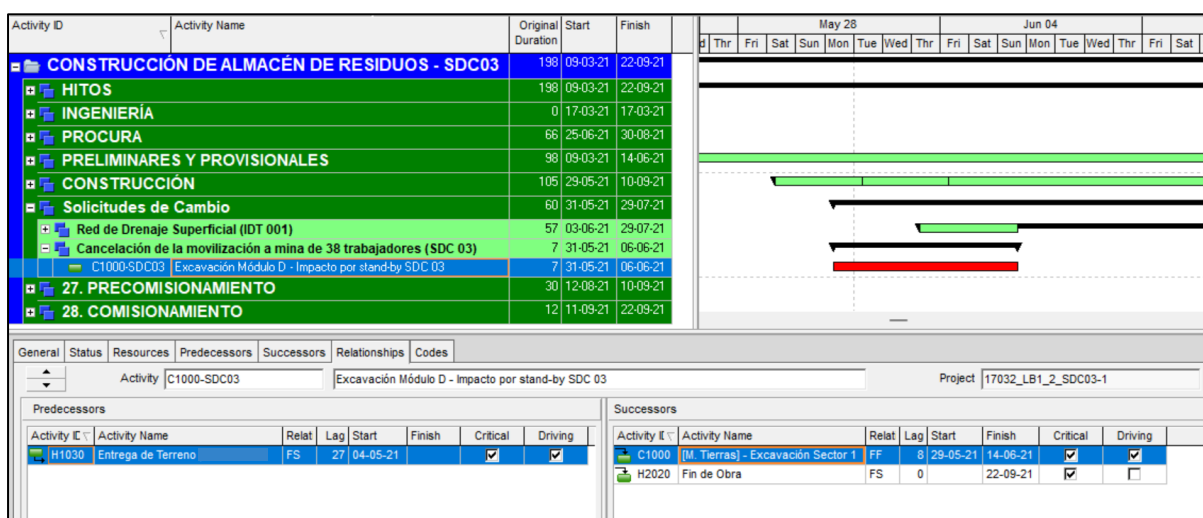 Activity ID Activity Name Original Duration Start Finish May 28 Jun 04
d Thr Fri Sat Sun Mon Tue Wed Thr Fri Sat Sun Mon Tue Wed Thr Fri Sat
CONSTRUCCIÓN DE ALMACÉN DE RESIDUOS - SDC03 198 09-03-21 22-09-21
HITOS 198 09-03-21 22-09-21
INGENIERÍA 0 17-03-21 17-03-21
PROCURA 66 25-06-21 30-08-21
PRELIMINARES Y PROVISIONALES 98 09-03-21 14-06-21
CONSTRUCCIÓN 105 29-05-21 10-09-21
Solicitudes de Cambio 60 31-05-21 29-07-21
Red de Drenaje Superficial (IDT 001) 57 03-06-21 29-07-21
Cancelación de la movilización a mina de 38 trabajadores (SDC 03) 7 31-05-21 06-06-21
C1000-SDC03 Excavación Módulo D - Impacto por stand-by SDC 03 7 31-05-21 06-06-21
27. PRECOMISIONAMIENTO 30 12-08-21 10-09-21
28. COMISIONAMIENTO 12 11-09-21 22-09-21
General Status Resources Predecessors Successors Relationships Codes
Activity C1000-SDC03 Excavación Módulo D - Impacto por stand-by SDC 03 Project 17032_LB1_2_SDC03-1
Predecessors Successors
Activity ID Activity Name Relat Lag Start Finish Critical Driving Activity ID Activity Name Relat Lag Start Finish Critical Driving
H1030 Entrega de Terreno FS 27 04-05-21 C1000 [M. Tierras] - Excavación Sector 1 FF 8 29-05-21 14-06-21
H2020 Fin de Obra FS 0 22-09-21